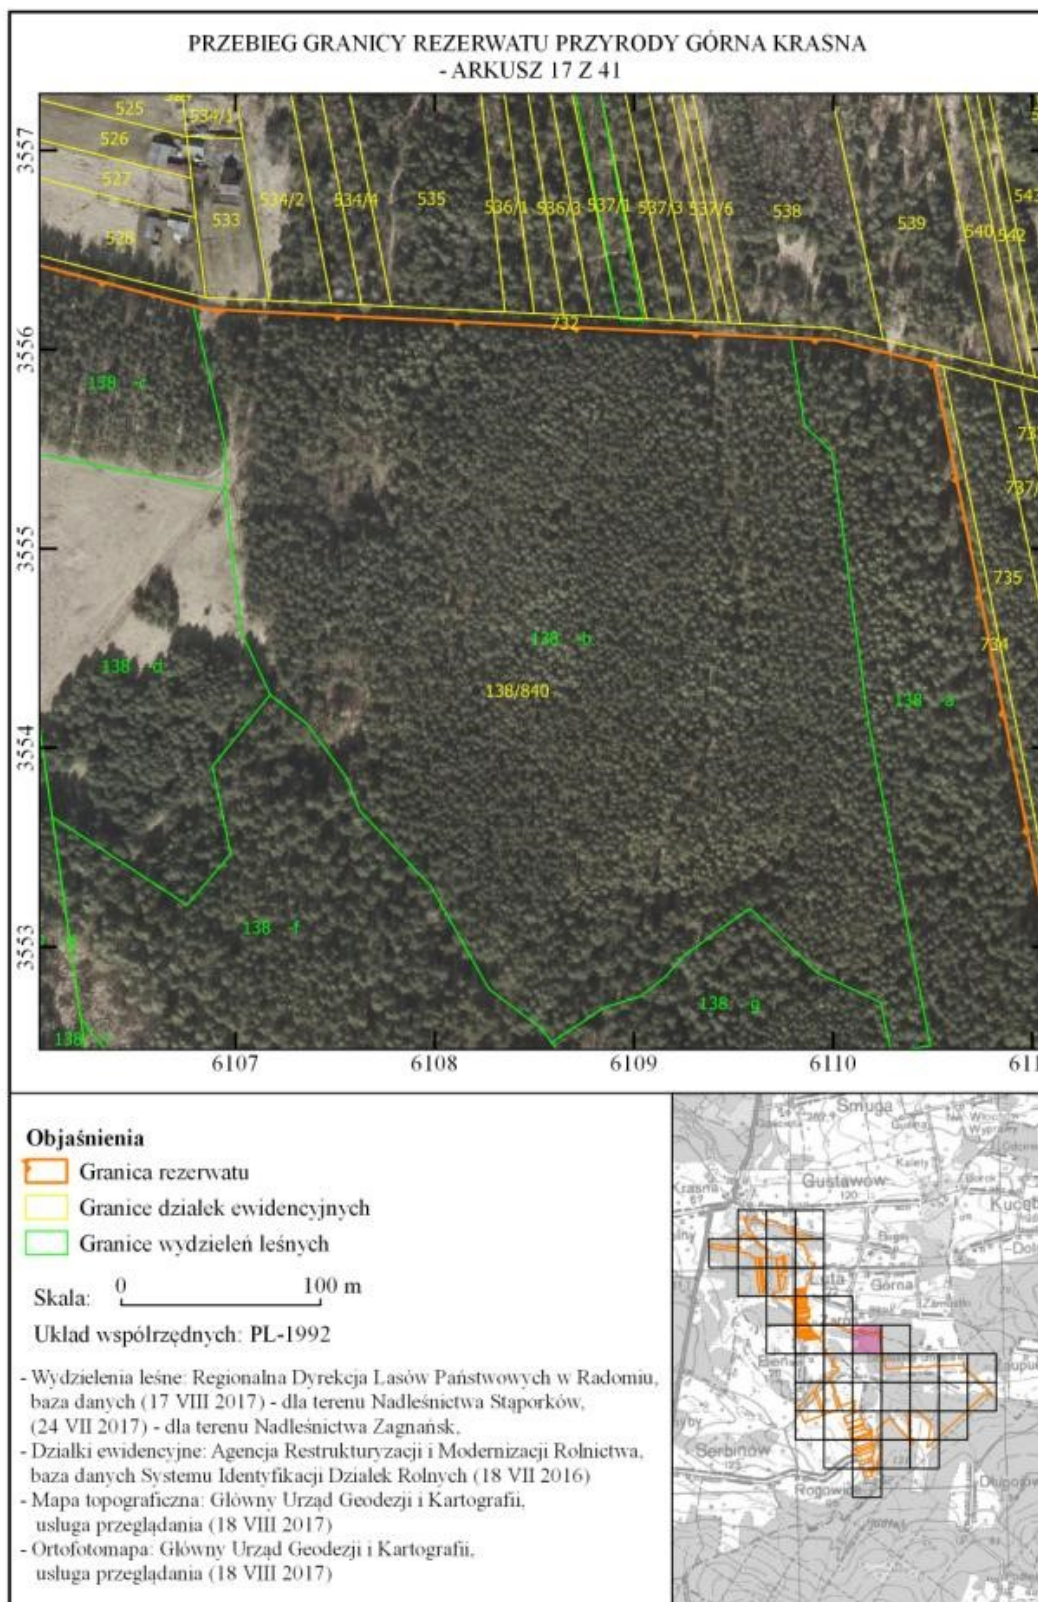 PRZEBIEG GRANICY REZERWATU PRZYRODY GÓRNA KRASNA
- ARKUSZ 17 Z 41
525
534/1
526
527
528
533
534/2
534/4
535
536/1
536/3
537/1
537/3
537/6
538
539
540
542
732
138 -c
735
734
138 -b
138/840
138 -d
138 -a
138 -f
138 -g
3557
3556
3555
3554
3553
6107
6108
6109
6110
Objaśnienia
Granica rezerwatu
Granice działek ewidencyjnych
Granice wydzieleń leśnych
Skala:
0
100 m
Układ współrzędnych: PL-1992
- Wydzielenia leśne: Regionalna Dyrekcja Lasów Państwowych w Radomiu,
baza danych (17 VIII 2017) - dla terenu Nadleśnictwa Stąporków,
(24 VII 2017) - dla terenu Nadleśnictwa Zagnańsk,
- Działki ewidencyjne: Agencja Restrukturyzacji i Modernizacji Rolnictwa,
baza danych Systemu Identyfikacji Działek Rolnych (18 VII 2016)
- Mapa topograficzna: Główny Urząd Geodezji i Kartografii,
usługa przeglądania (18 VIII 2017)
- Ortofotomapa: Główny Urząd Geodezji i Kartografii,
usługa przeglądania (18 VIII 2017)
Smuga
Krasna
Gustawów
120
Kalety
Luta
Górna
Serbinów
Rogowice